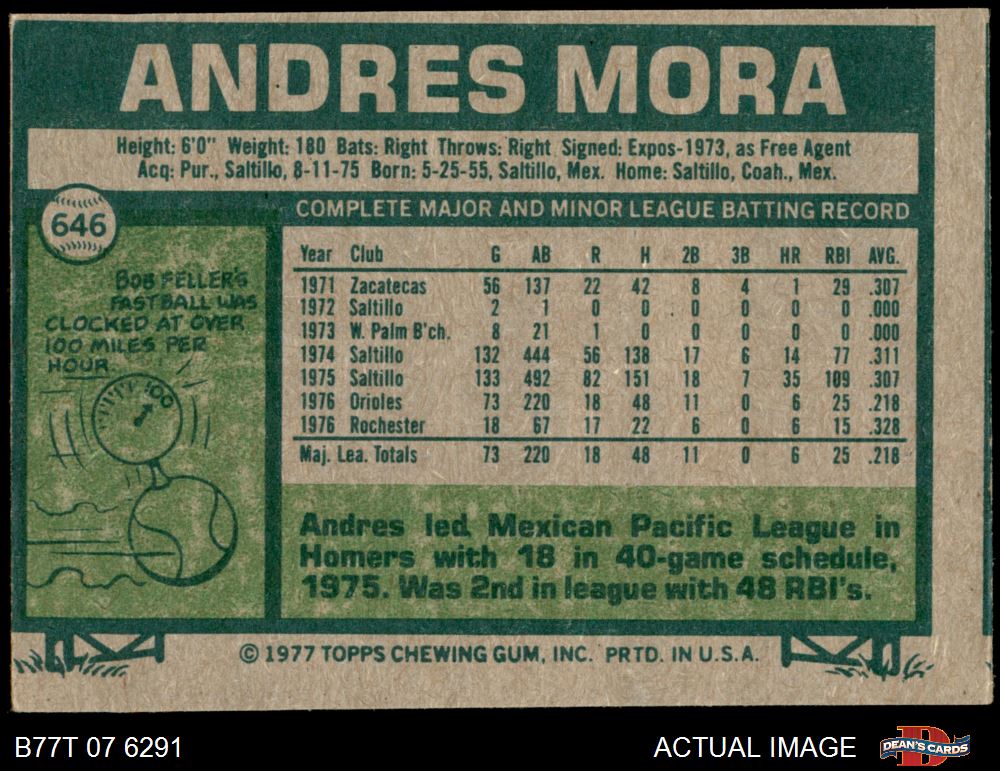 ANDRES MORA
Height: 6'0" Weight: 180 Bats: Right Throws: Right Signed: Expos-1973, as Free Agent
Acq: Pur., Saltillo, 8-11-75 Born: 5-25-55, Saltillo, Mex. Home: Saltillo, Coah., Mex.
646
COMPLETE MAJOR AND MINOR LEAGUE BATTING RECORD
BOB FELLER'S
FASTBALL WAS
CLOCKED AT OVER
100 MILES PER
HOUR.
100
Year Club G AB R H 2B 3B HR RBI AVG.
1971 Zacatecas 56 137 22 42 8 4 1 29 .307
1972 Saltillo 2 1 0 0 0 0 0 0 .000
1973 W. Palm B'ch. 8 21 1 0 0 0 0 0 .000
1974 Saltillo 132 444 56 138 17 6 14 77 .311
1975 Saltillo 133 492 82 151 18 7 35 109 .307
1976 Orioles 73 220 18 48 11 0 6 25 .218
1976 Rochester 18 67 17 22 6 0 6 15 .328
Maj. Lea. Totals 73 220 18 48 11 0 6 25 .218
Andres led Mexican Pacific League in
Homers with 18 in 40-game schedule,
1975. Was 2nd in league with 48 RBI's.
© 1977 TOPPS CHEWING GUM, INC. PRTD. IN U.S.A.
B77T 07 6291
ACTUAL IMAGE
DEAN'S CARDS